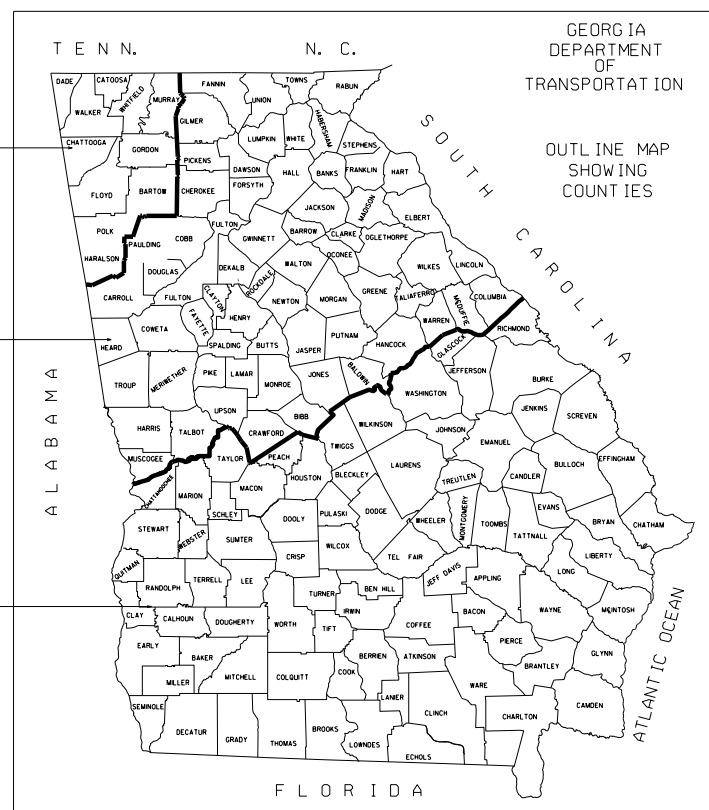 GEORGIA
DEPARTMENT
OF
TRANSPORTATION
OUTLINE MAP
SHOWING
COUNTIES
TENN.
N. C.
SOUTH CAROLINA
ALABAMA
FLORIDA
ATLANTIC OCEAN
DADE
CATOOSA
WHITFIELD
MURRAY
FANNIN
TOWNS
RABUN
WALKER
UNION
GILMER
HABERSHAM
CHATTOOGA
GORDON
LUMPKIN
WHITE
STEPHENS
PICKENS
DAWSON
HALL
BANKS
FRANKLIN
HART
FLOYD
BARTOW
CHEROKEE
FORSYTH
JACKSON
MADISON
ELBERT
POLK
PAULDING
COBB
FULTON
GWINNETT
BARROW
CLARKE
OGLETHORPE
HARALSON
DOUGLAS
DEKALB
WALTON
OCONEE
WILKES
LINCOLN
CARROLL
FULTON
CLAYTON
ROCKDALE
NEWTON
MORGAN
GREENE
TALIAFERRO
MCDUFFIE
COLUMBIA
COWETA
FAYETTE
HENRY
WARREN
RICHMOND
HEARD
SPALDING
BUTTS
JASPER
PUTNAM
HANCOCK
GLASCOCK
TROUP
MERIWETHER
PIKE
LAMAR
MONROE
JONES
BALDWIN
WASHINGTON
JEFFERSON
BURKE
UPSON
BIBB
WILKINSON
JENKINS
SCREVEN
HARRIS
TALBOT
CRAWFORD
TWIGGS
JOHNSON
EMANUEL
MUSCOGEE
TAYLOR
PEACH
HOUSTON
BLECKLEY
LAURENS
BULLOCH
EFFINGHAM
CHATTAHOOCHEE
MARION
MACON
TREUTLEN
CANDLER
SCHLEY
DOOLY
PULASKI
DODGE
WHEELER
MONTGOMERY
TOOMBS
EVANS
BRYAN
CHATHAM
STEWART
WEBSTER
SUMTER
CRISP
WILCOX
TEL FAIR
TATTNALL
LIBERTY
QUITMAN
RANDOLPH
TERRELL
LEE
TURNER
BEN HILL
JEFF DAVIS
APPLING
LONG
CLAY
CALHOUN
DOUGHERTY
WORTH
TIFT
IRWIN
COFFEE
BACON
WAYNE
MCINTOSH
EARLY
BAKER
BERRIEN
ATKINSON
PIERCE
BRANTLEY
GLYNN
MILLER
MITCHELL
COLQUITT
COOK
WARE
SEMINOLE
LANIER
CLINCH
CHARLTON
CAMDEN
DECATUR
GRADY
THOMAS
BROOKS
LOWNDES
ECHOLS